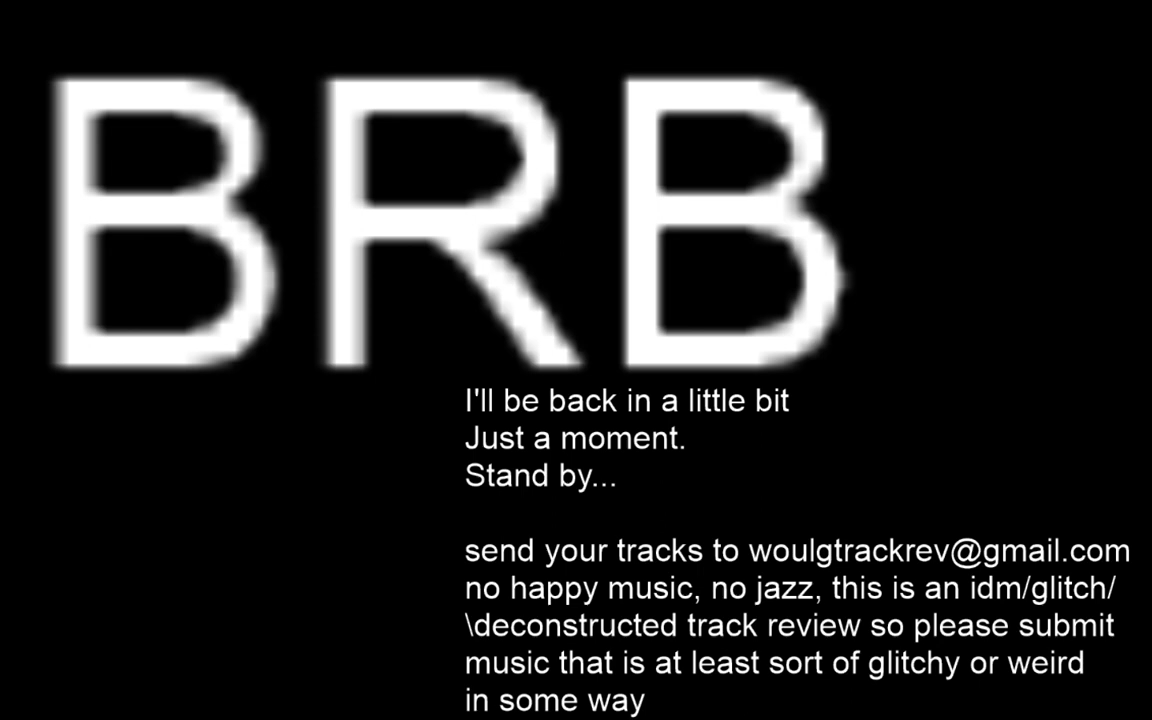 BRB
I'll be back in a little bit
Just a moment.
Stand by...
send your tracks to woulgtrackrev@gmail.com
no happy music, no jazz, this is an idm/glitch/
\deconstructed track review so please submit
music that is at least sort of glitchy or weird
in some way